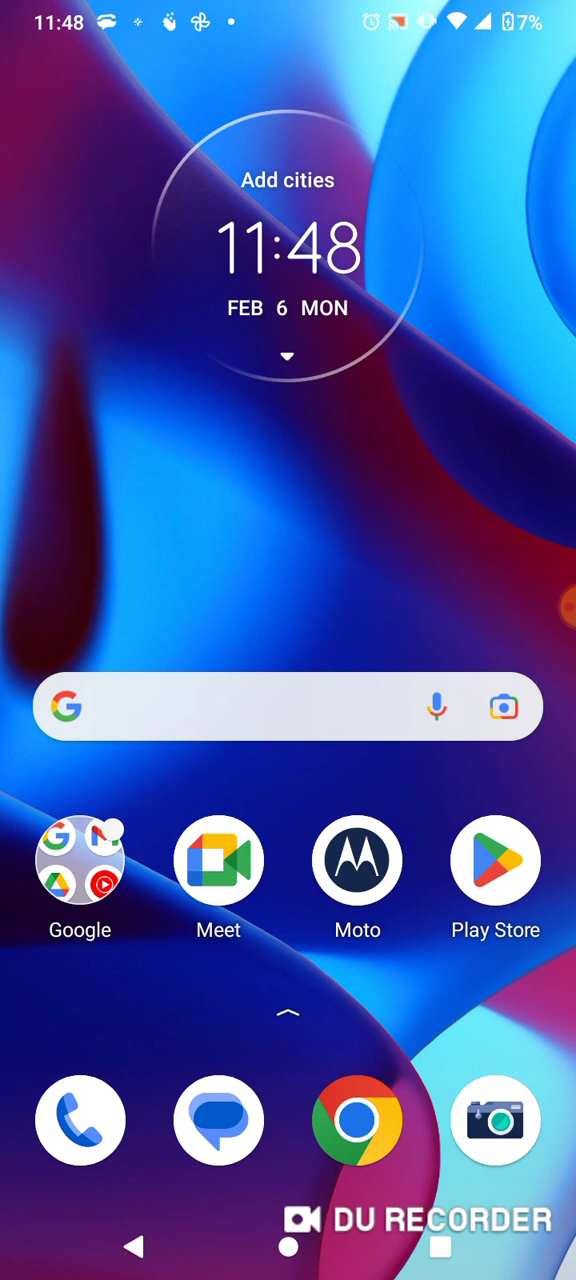 11:48
7%
Add cities
11:48
FEB 6 MON
Google
Meet
Moto
Play Store
DU RECORDER